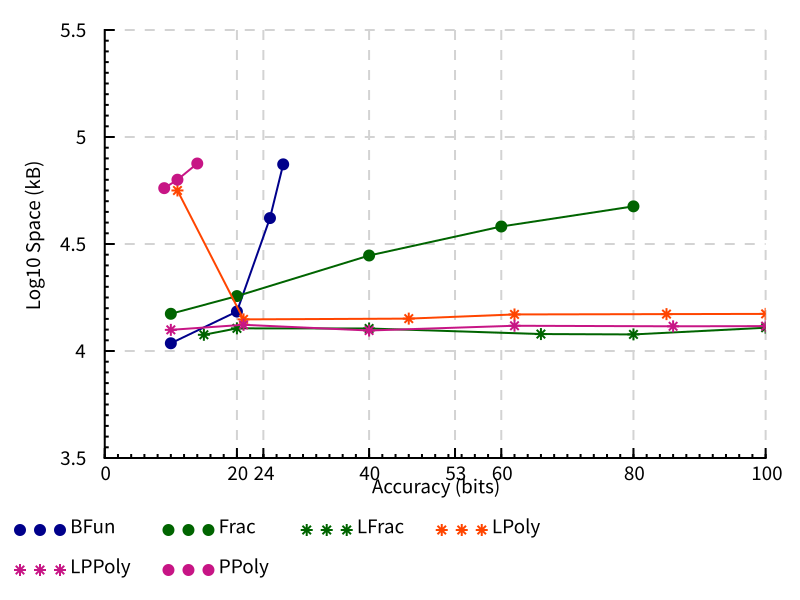 5.5
5
4.5
4
3.5
Log10 Space (kB)
0 20 24 40 53 60 80 100
Accuracy (bits)
BFun Frac LFrac LPoly
LPPoly PPoly